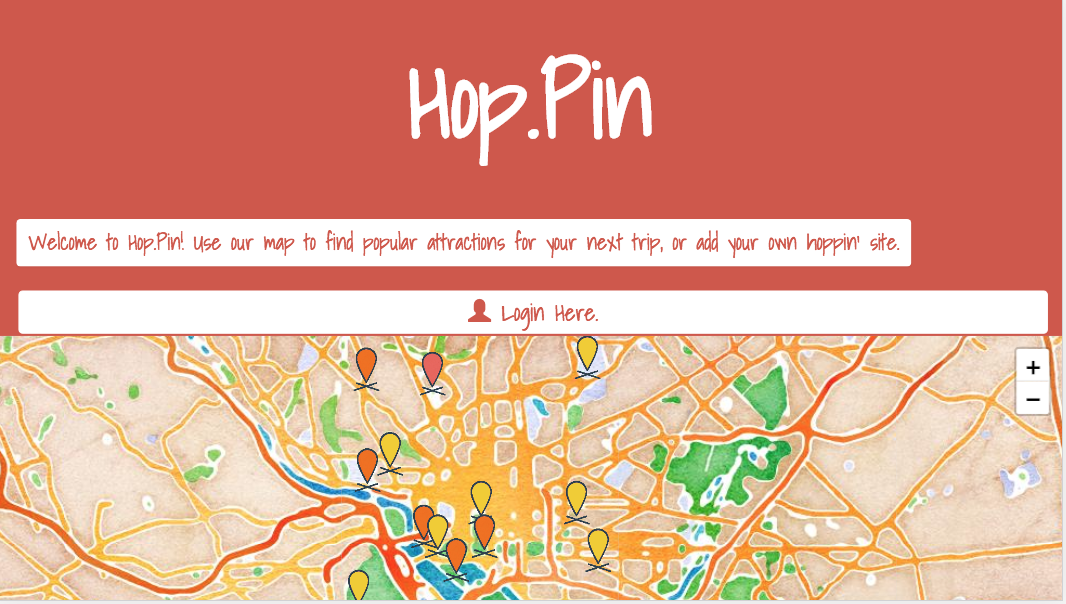 Hop.Pin
Welcome to Hop.Pin! Use our map to find popular attractions for your next trip, or add your own hoppin' site.
Login Here.
+
−